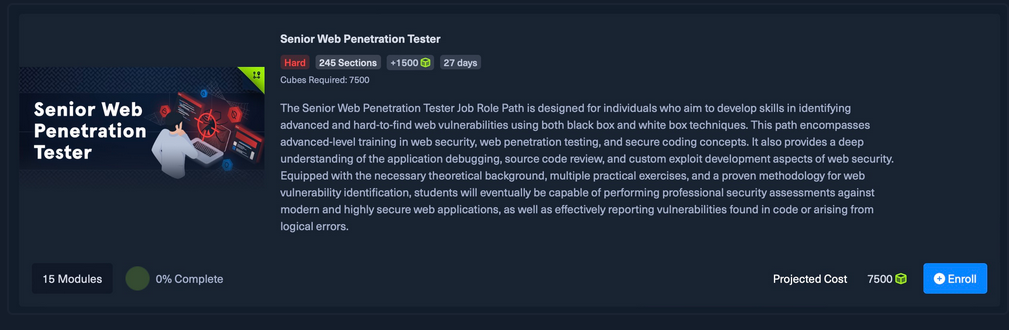 Senior Web Penetration Tester
Hard 245 Sections +1500 27 days
Cubes Required: 7500
Senior Web
Penetration
Tester
The Senior Web Penetration Tester Job Role Path is designed for individuals who aim to develop skills in identifying
advanced and hard-to-find web vulnerabilities using both black box and white box techniques. This path encompasses
advanced-level training in web security, web penetration testing, and secure coding concepts. It also provides a deep
understanding of the application debugging, source code review, and custom exploit development aspects of web security.
Equipped with the necessary theoretical background, multiple practical exercises, and a proven methodology for web
vulnerability identification, students will eventually be capable of performing professional security assessments against
modern and highly secure web applications, as well as effectively reporting vulnerabilities found in code or arising from
logical errors.
15 Modules 0% Complete Projected Cost 7500 Enroll